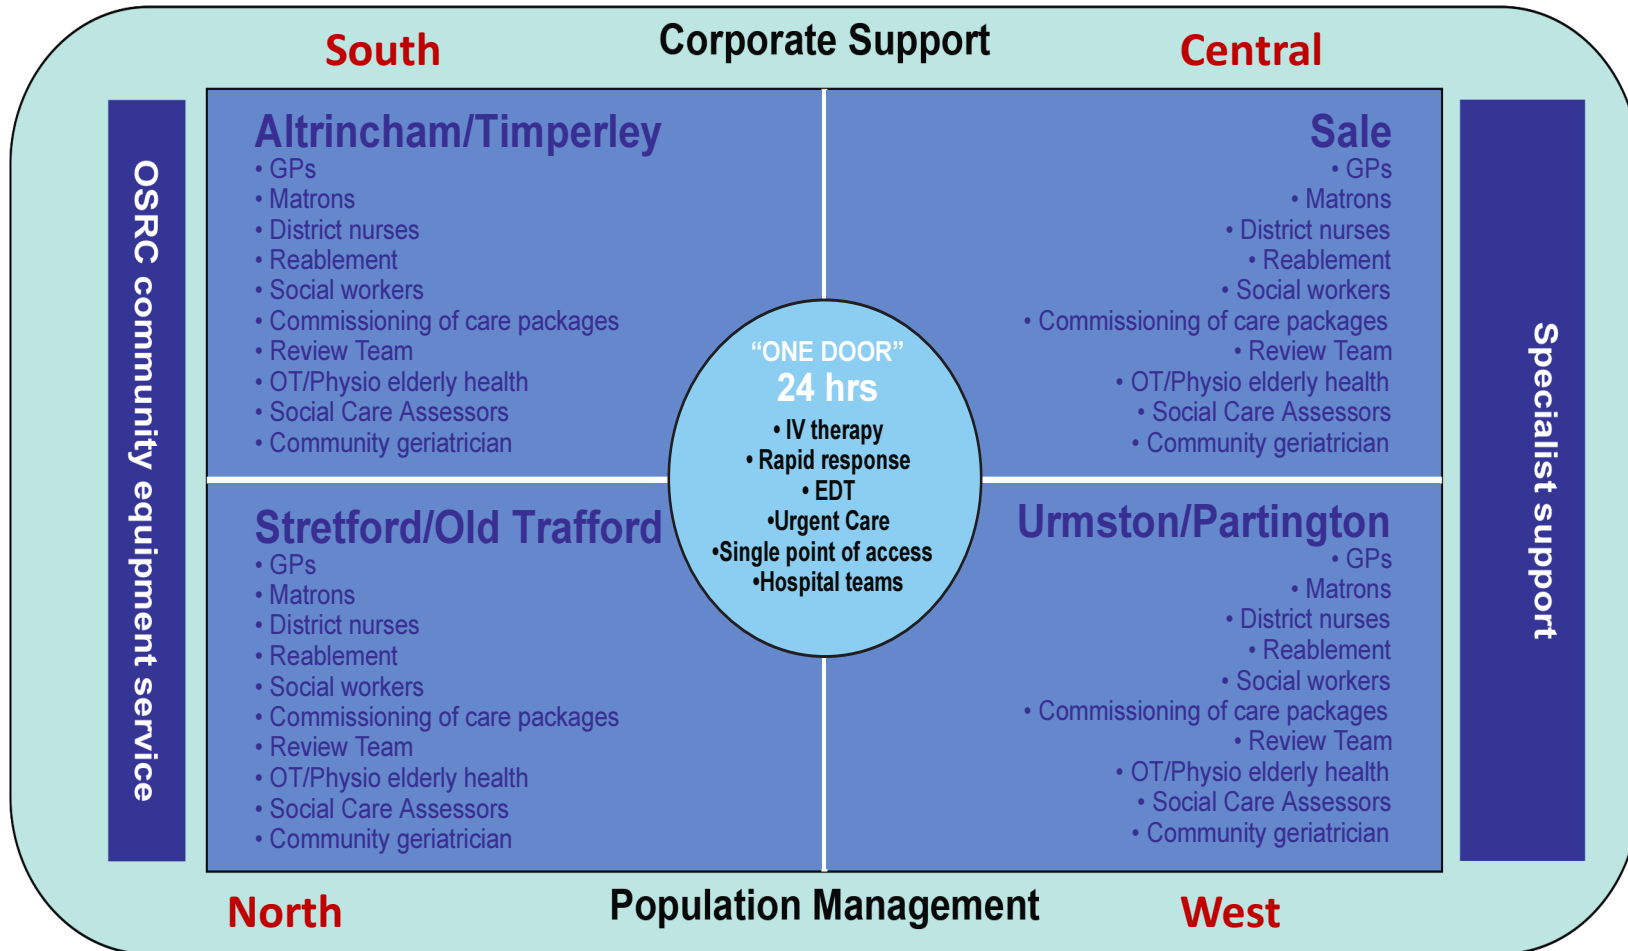 South
Corporate Support
Central
OSRC community equipment service
Altrincham/Timperley
• GPs
• Matrons
• District nurses
• Reablement
• Social workers
• Commissioning of care packages
• Review Team
• OT/Physio elderly health
• Social Care Assessors
• Community geriatrician
Sale
• GPs
• Matrons
• District nurses
• Reablement
• Social workers
• Commissioning of care packages
• Review Team
• OT/Physio elderly health
• Social Care Assessors
• Community geriatrician
“ONE DOOR”
24 hrs
• IV therapy
• Rapid response
• EDT
•Urgent Care
•Single point of access
•Hospital teams
Stretford/Old Trafford
• GPs
• Matrons
• District nurses
• Reablement
• Social workers
• Commissioning of care packages
• Review Team
• OT/Physio elderly health
• Social Care Assessors
• Community geriatrician
Urmston/Partington
• GPs
• Matrons
• District nurses
• Reablement
• Social workers
• Commissioning of care packages
• Review Team
• OT/Physio elderly health
• Social Care Assessors
• Community geriatrician
Specialist support
North
Population Management
West